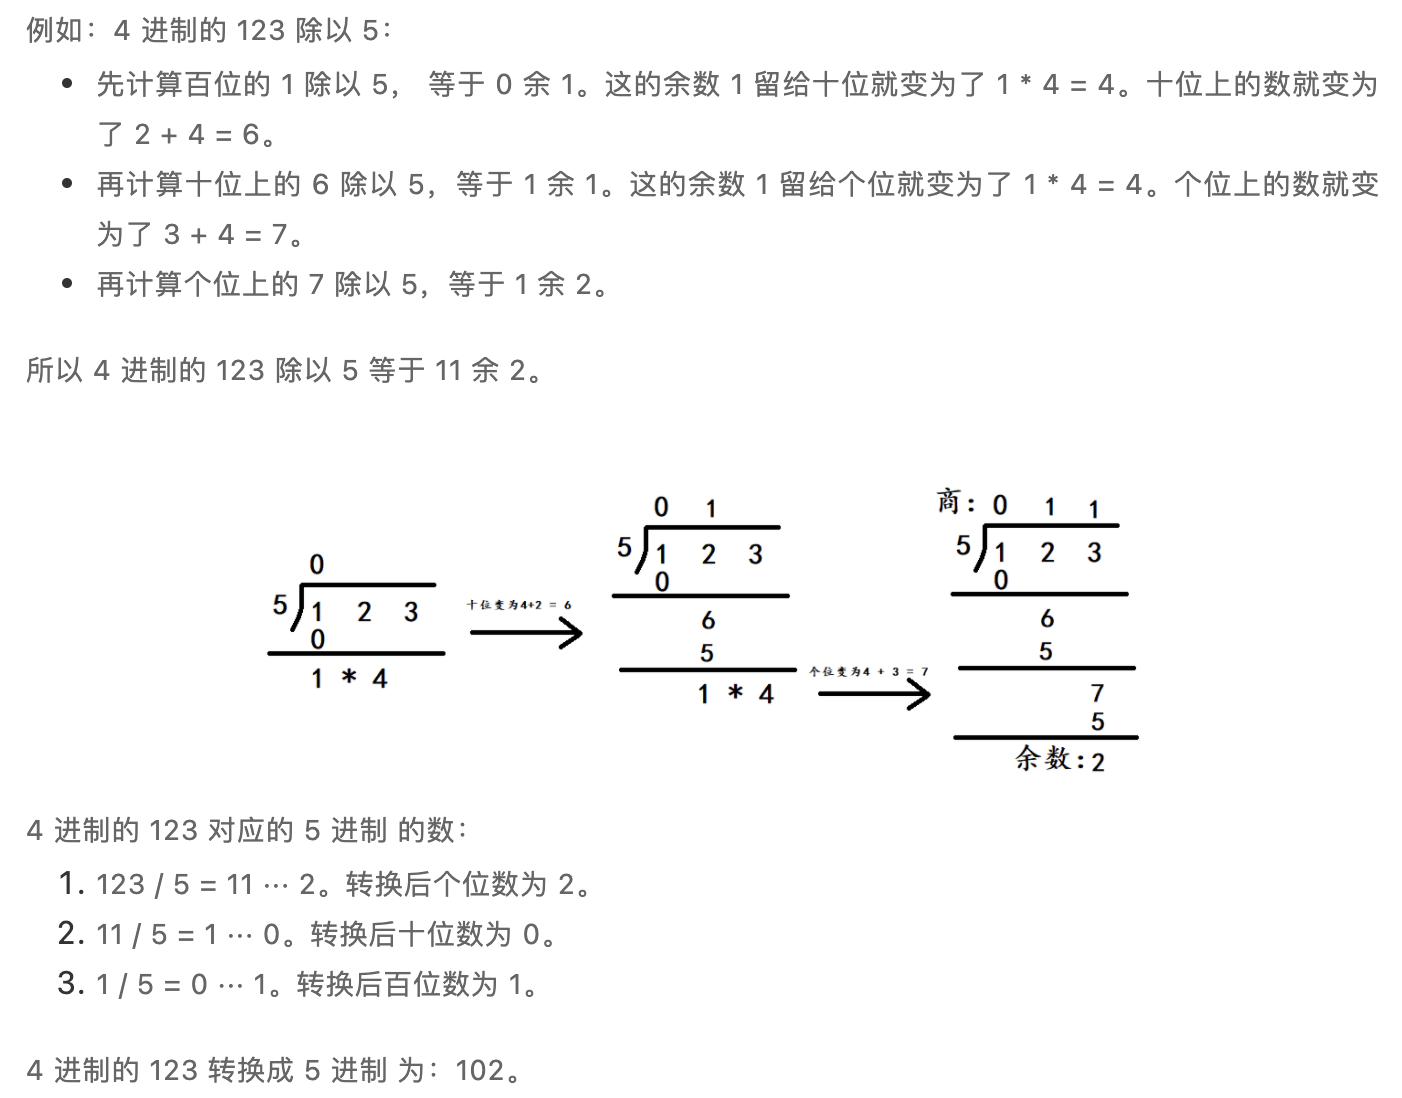 例如：4 进制的 123 除以 5：
• 先计算百位的 1 除以 5， 等于 0 余 1。这的余数 1 留给十位就变为了 1 * 4 = 4。十位上的数就变为
了 2 + 4 = 6。
• 再计算十位上的 6 除以 5，等于 1 余 1。这的余数 1 留给个位就变为了 1 * 4 = 4。个位上的数就变
为了 3 + 4 = 7。
• 再计算个位上的 7 除以 5，等于 1 余 2。
所以 4 进制的 123 除以 5 等于 11 余 2。
0
5 1 2 3
0
1 * 4
十位变为4+2 = 6
0 1
5 1 2 3
0
6
5
1 * 4
个位变为4 + 3 = 7
商：0 1 1
5 1 2 3
0
6
5
7
5
余数：2
4 进制的 123 对应的 5 进制 的数：
1. 123 / 5 = 11 ··· 2。转换后个位数为 2。
2. 11 / 5 = 1 ··· 0。转换后十位数为 0。
3. 1 / 5 = 0 ··· 1。转换后百位数为 1。
4 进制的 123 转换成 5 进制 为：102。